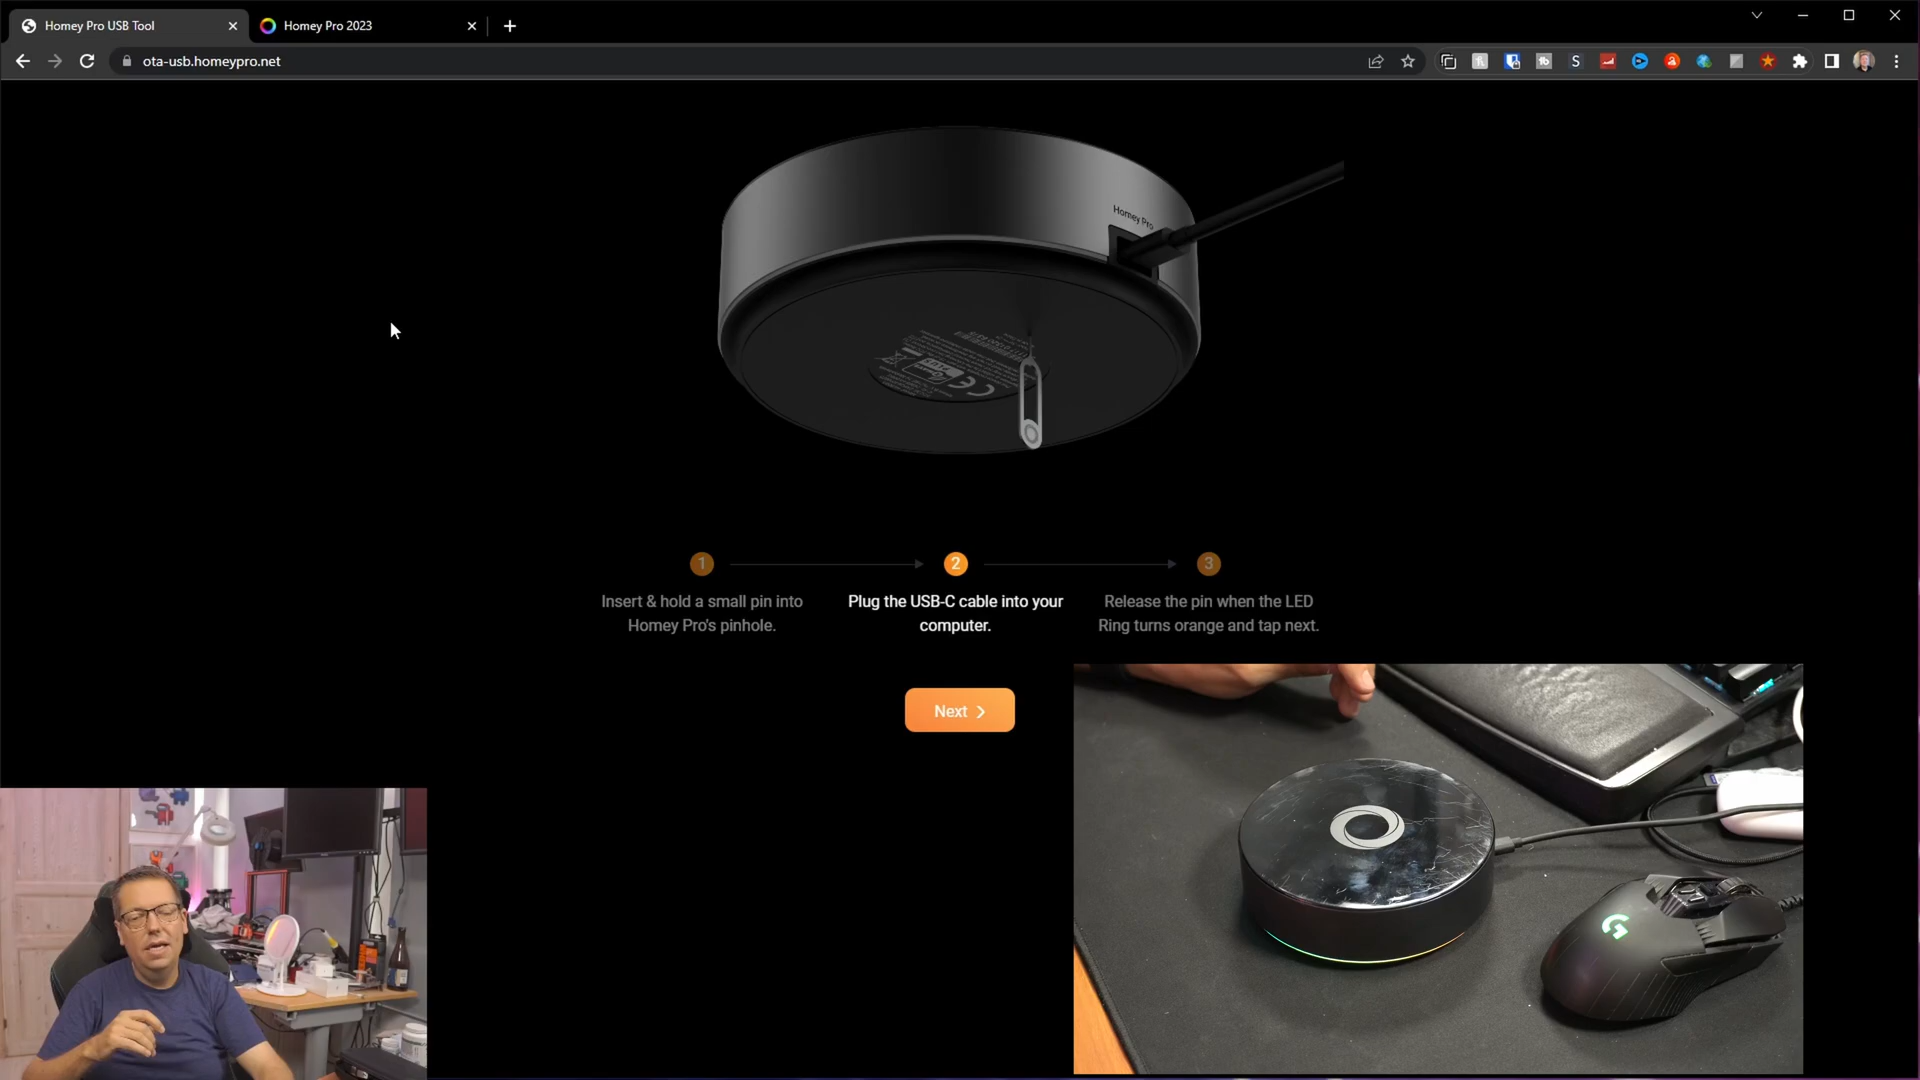 Homey Pro USB Tool
Homey Pro 2023
ota-usb.homeypro.net
Homey Pro
1
2
3
Insert & hold a small pin into
Homey Pro's pinhole.
Plug the USB-C cable into your
computer.
Release the pin when the LED
Ring turns orange and tap next.
Next